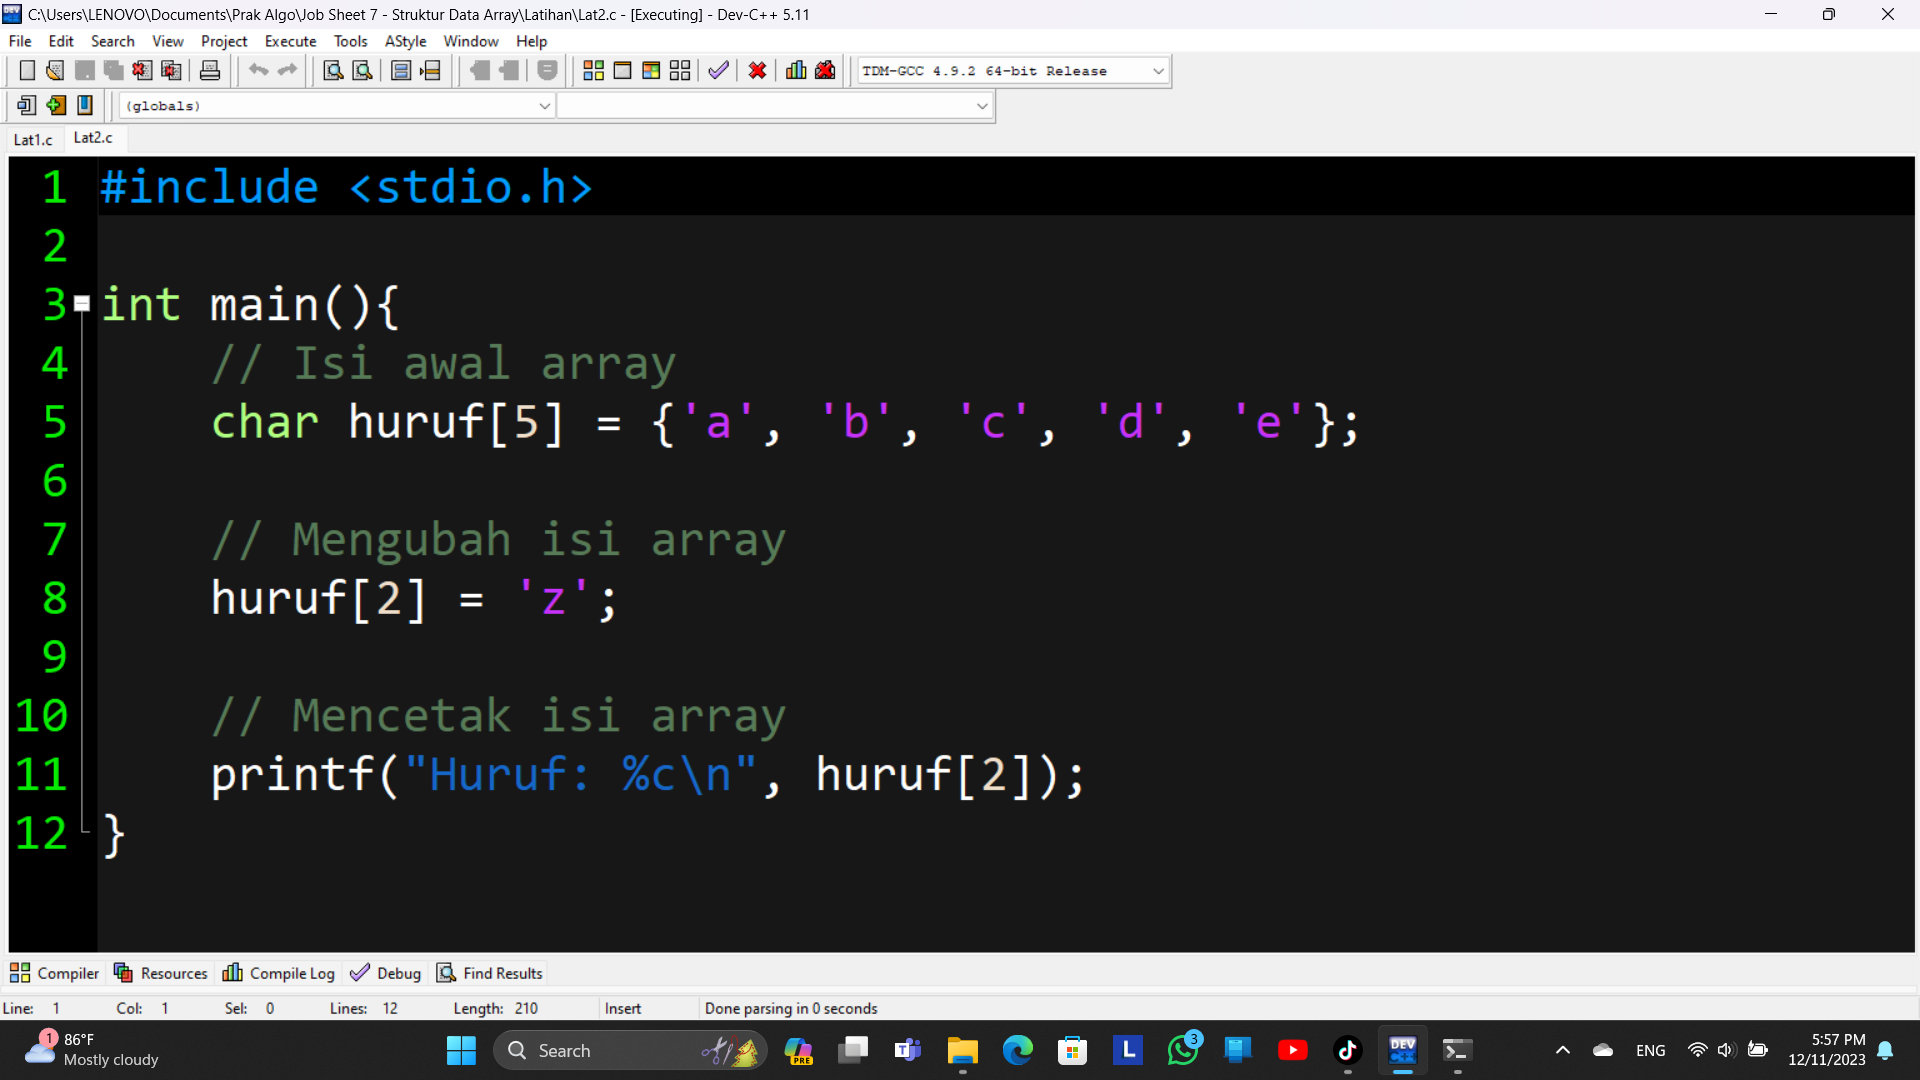 C:\Users\LENOVO\Documents\Prak Algo\Job Sheet 7 - Struktur Data Array\Latihan\Lat2.c - [Executing] - Dev-C++ 5.11
File Edit Search View Project Execute Tools AStyle Window Help
TDM-GCC 4.9.2 64-bit Release
(globals)
Lat1.c Lat2.c
1 #include <stdio.h>
2
3 int main(){
4 // Isi awal array
5 char huruf[5] = {'a', 'b', 'c', 'd', 'e'};
6
7 // Mengubah isi array
8 huruf[2] = 'z';
9
10 // Mencetak isi array
11 printf("Huruf: %c\n", huruf[2]);
12 }
Compiler Resources Compile Log Debug Find Results
Line: 1 Col: 1 Sel: 0 Lines: 12 Length: 210 Insert Done parsing in 0 seconds
1 86°F
Mostly cloudy
Search
PRE
L
3
DEV C++
ENG
5:57 PM
12/11/2023